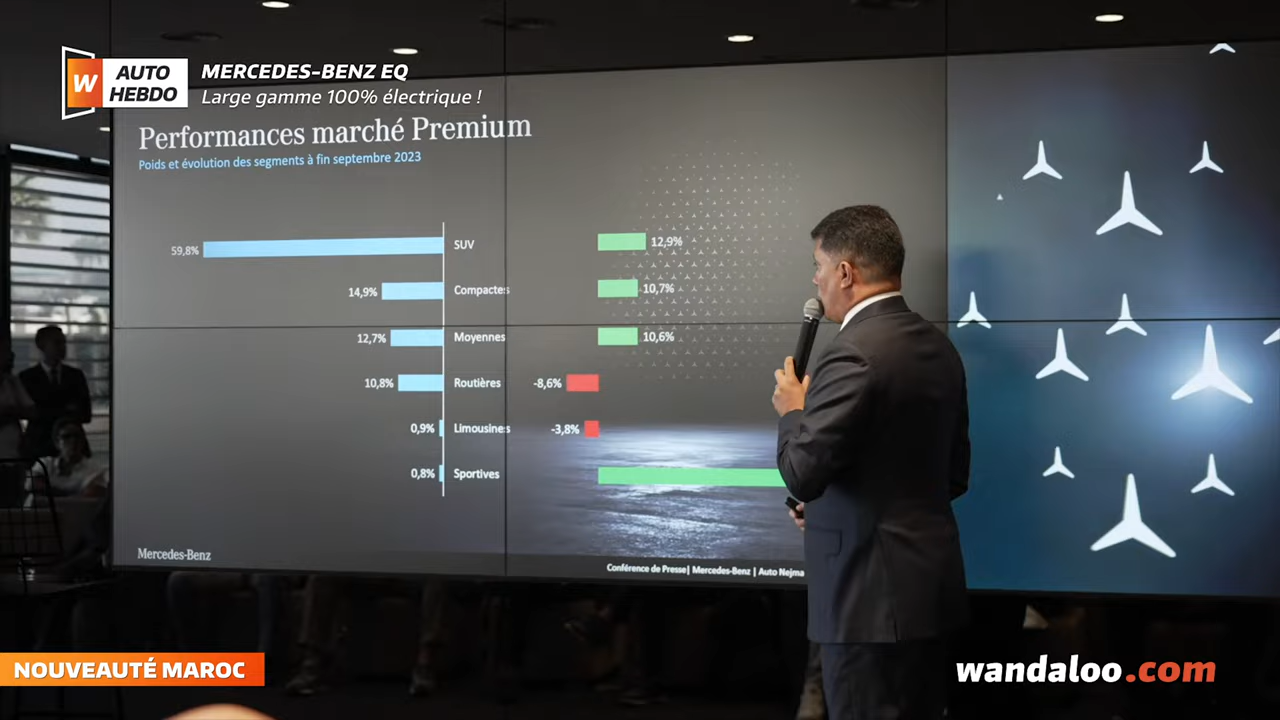 W
AUTO
HEBDO
MERCEDES-BENZ EQ
Large gamme 100% électrique !
Performances marché Premium
Poids et évolution des segments à fin septembre 2023
59,8% SUV 12,9%
14,9% Compactes 10,7%
12,7% Moyennes 10,6%
10,8% Routières -8,6%
0,9% Limousines -3,8%
0,8% Sportives
Mercedes-Benz
Conférence de Presse| Mercedes-Benz | Auto Nejma
NOUVEAUTÉ MAROC
wandaloo.com